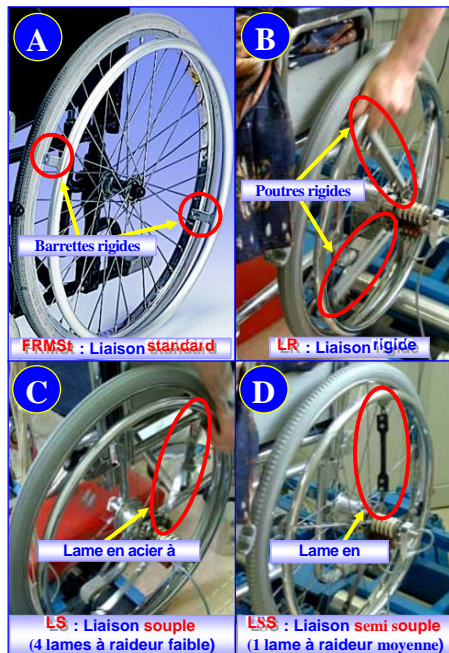 A
Barrettes rigides
FRMSt : Liaison standard
B
Poutres rigides
LR : Liaison rigide
C
Lame en acier à
LS : Liaison souple
(4 lames à raideur faible)
D
Lame en
LSS : Liaison semi souple
(1 lame à raideur moyenne)